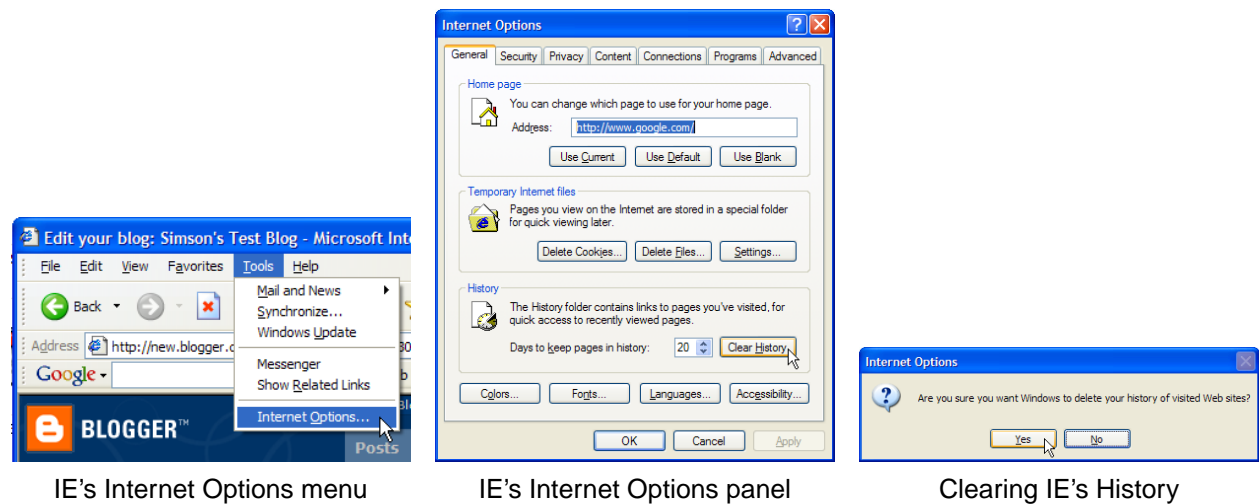 Edit your blog: Simson's Test Blog - Microsoft Int
File Edit View Favorites Tools Help
Back
Mail and News
Synchronize...
Windows Update
Address http://new.blogger. 30
Messenger
Google
Show Related Links
Internet Options...
BLOGGER™
Posts
IE's Internet Options menu
Internet Options
General Security Privacy Content Connections Programs Advanced
Home page
You can change which page to use for your home page.
Address: http://www.google.com/
Use Current Use Default Use Blank
Temporary Internet files
Pages you view on the Internet are stored in a special folder
for quick viewing later.
Delete Cookies... Delete Files... Settings...
History
The History folder contains links to pages you've visited, for
quick access to recently viewed pages.
Days to keep pages in history: 20 Clear History
Colors... Fonts... Languages... Accessibility...
OK Cancel Apply
IE's Internet Options panel
Internet Options
Are you sure you want Windows to delete your history of visited Web sites?
Yes No
Clearing IE's History